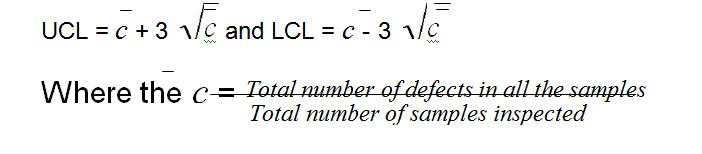 UCL = c̄ + 3 √c̄ and LCL = c̄ - 3 √c̄
Where the c̄ = Total number of defects in all the samples
Total number of samples inspected